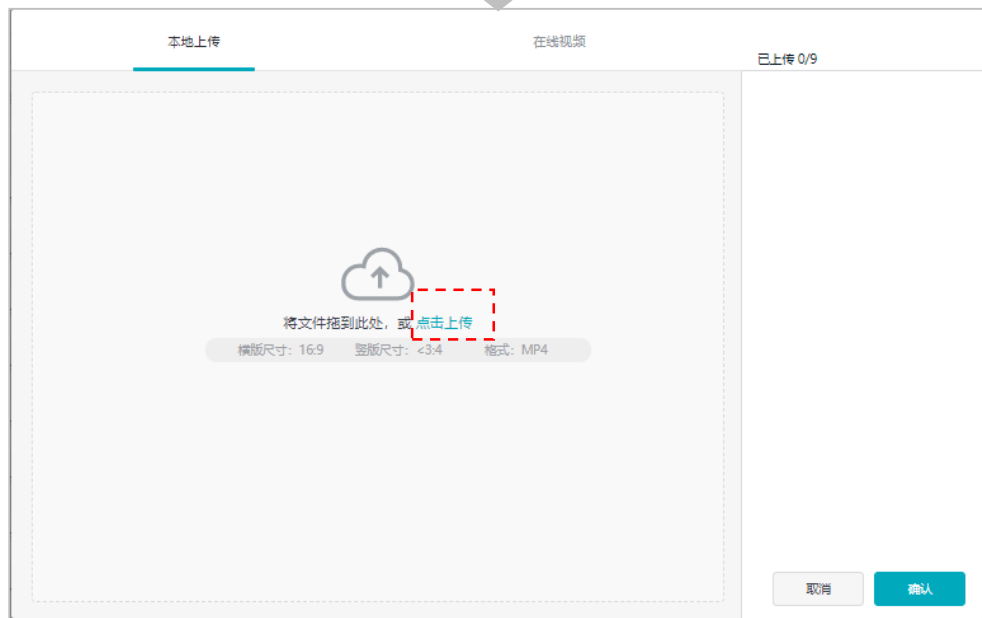 本地上传
在线视频
已上传 0/9
将文件拖到此处，或 点击上传
横版尺寸：16:9 竖版尺寸：<3:4 格式：MP4
取消
确认